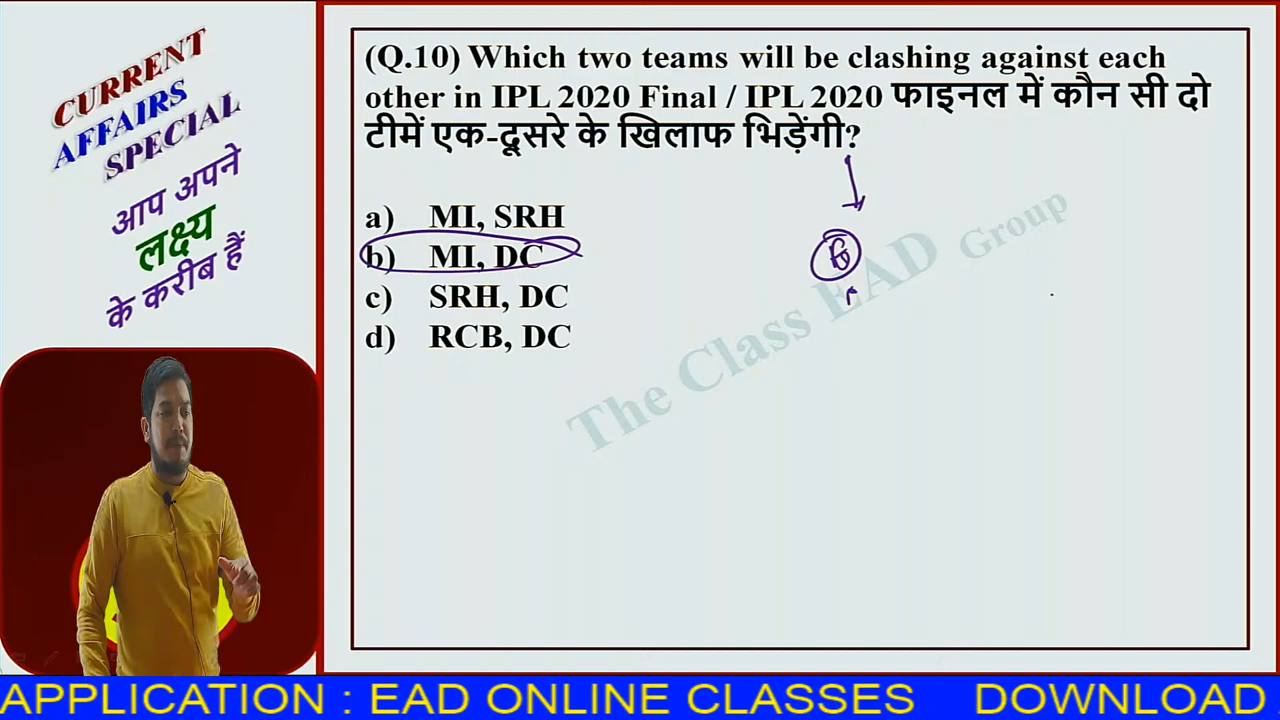 CURRENT
AFFAIRS
SPECIAL
आप अपने
लक्ष्य
के करीब हैं
(Q.10) Which two teams will be clashing against each
other in IPL 2020 Final / IPL 2020 फाइनल में कौन सी दो
टीमें एक-दूसरे के खिलाफ भिड़ेंगी?
a) MI, SRH
b) MI, DC
c) SRH, DC
d) RCB, DC
The Class EAD Group
APPLICATION : EAD ONLINE CLASSES DOWNLOAD